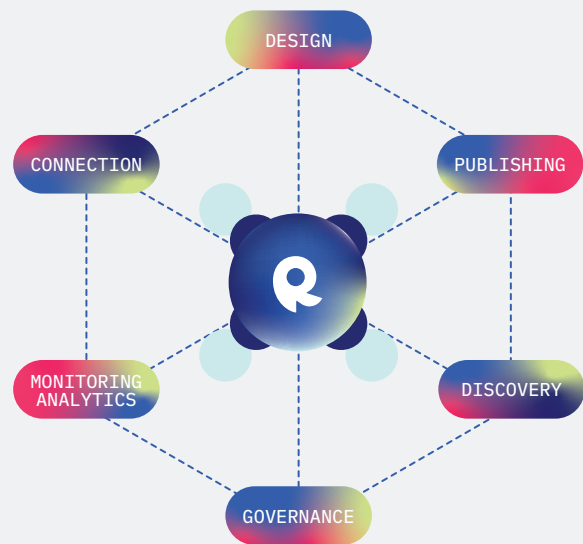 DESIGN
CONNECTION
PUBLISHING
MONITORING
ANALYTICS
DISCOVERY
GOVERNANCE